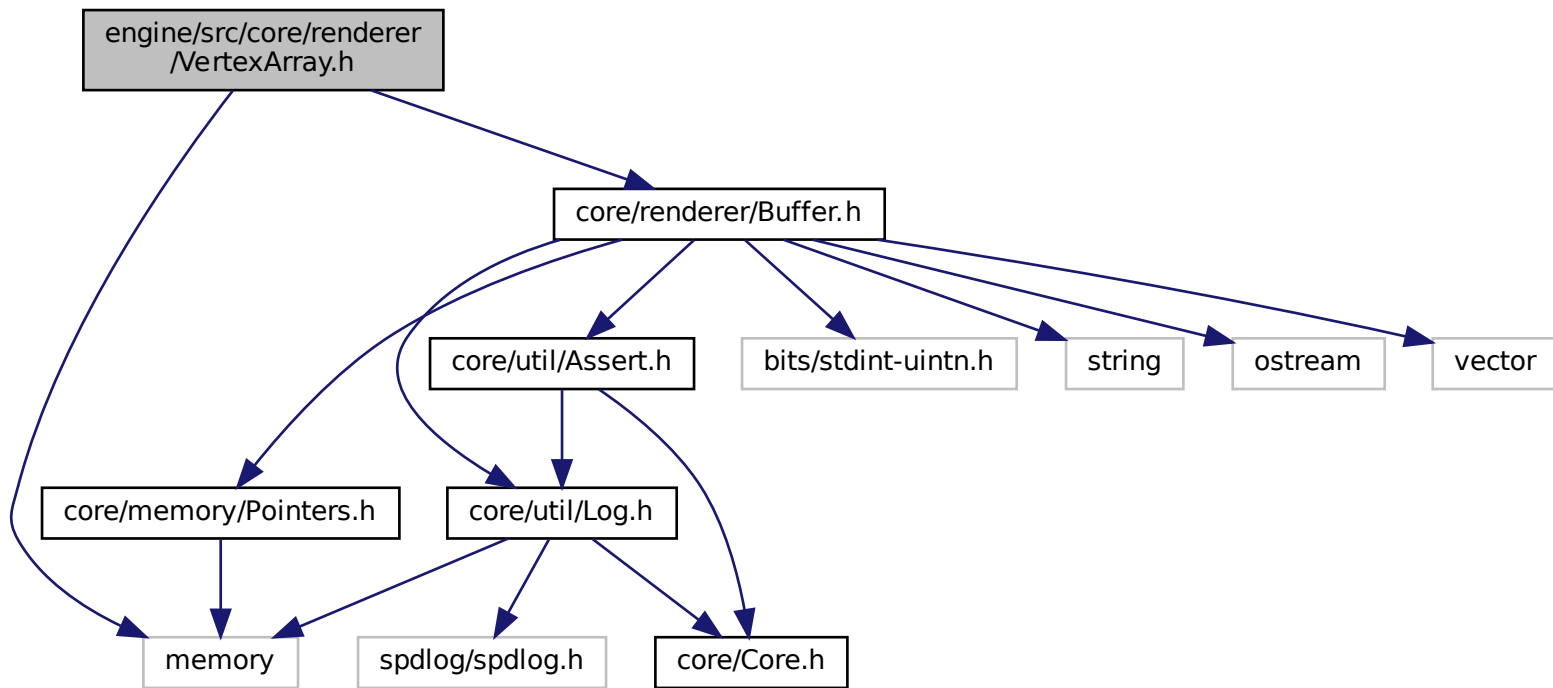 engine/src/core/renderer
/VertexArray.h
core/renderer/Buffer.h
core/util/Assert.h
bits/stdint-uintn.h
string
ostream
vector
core/memory/Pointers.h
core/util/Log.h
memory
spdlog/spdlog.h
core/Core.h